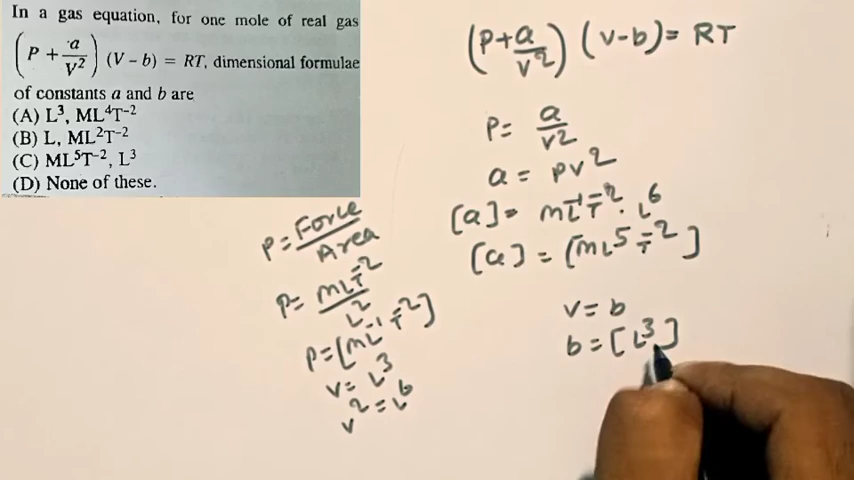 In a gas equation, for one mole of real gas
(P + a/V²) (V – b) = RT, dimensional formulae
of constants a and b are
(A) L³, ML⁴T⁻²
(B) L, ML²T⁻²
(C) ML⁵T⁻², L³
(D) None of these.
(P + a/V²) (V-b) = RT
P = a/V²
a = PV²
[a] = ML⁻¹T⁻² · L⁶
[a] = [ML⁵T⁻²]
V = b
b = [L³]
P = Force/Area
P = MLT⁻²/L²
P = [ML⁻¹T⁻²]
V = L³
V² = L⁶